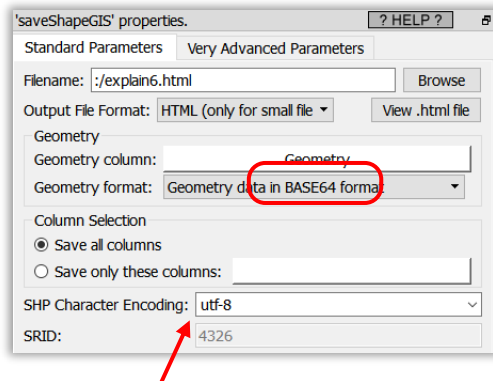 'saveShapeGIS' properties. ? HELP ?
Standard Parameters Very Advanced Parameters
Filename: :/explain6.html Browse
Output File Format: HTML (only for small file View .html file
Geometry
Geometry column: Geometry
Geometry format: Geometry data in BASE64 format
Column Selection
Save all columns
Save only these columns:
SHP Character Encoding: utf-8
SRID: 4326